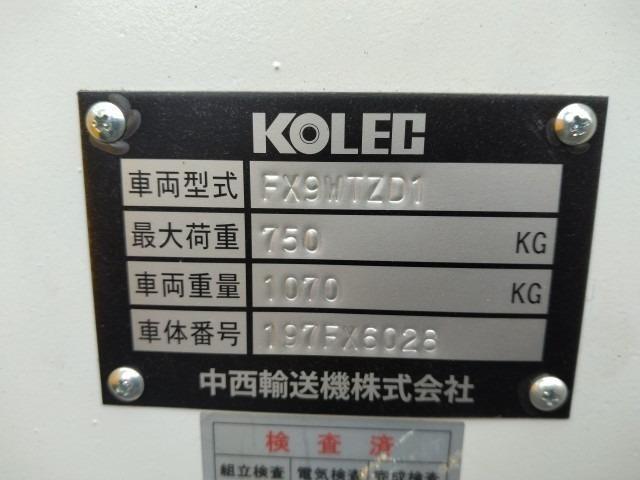 KOLEC
車両型式 FX9WTZD1
最大荷重 750 KG
車両重量 1070 KG
車体番号 197FX6028
中西輸送機株式会社
検査済
組立検査 電気検査 完成検査